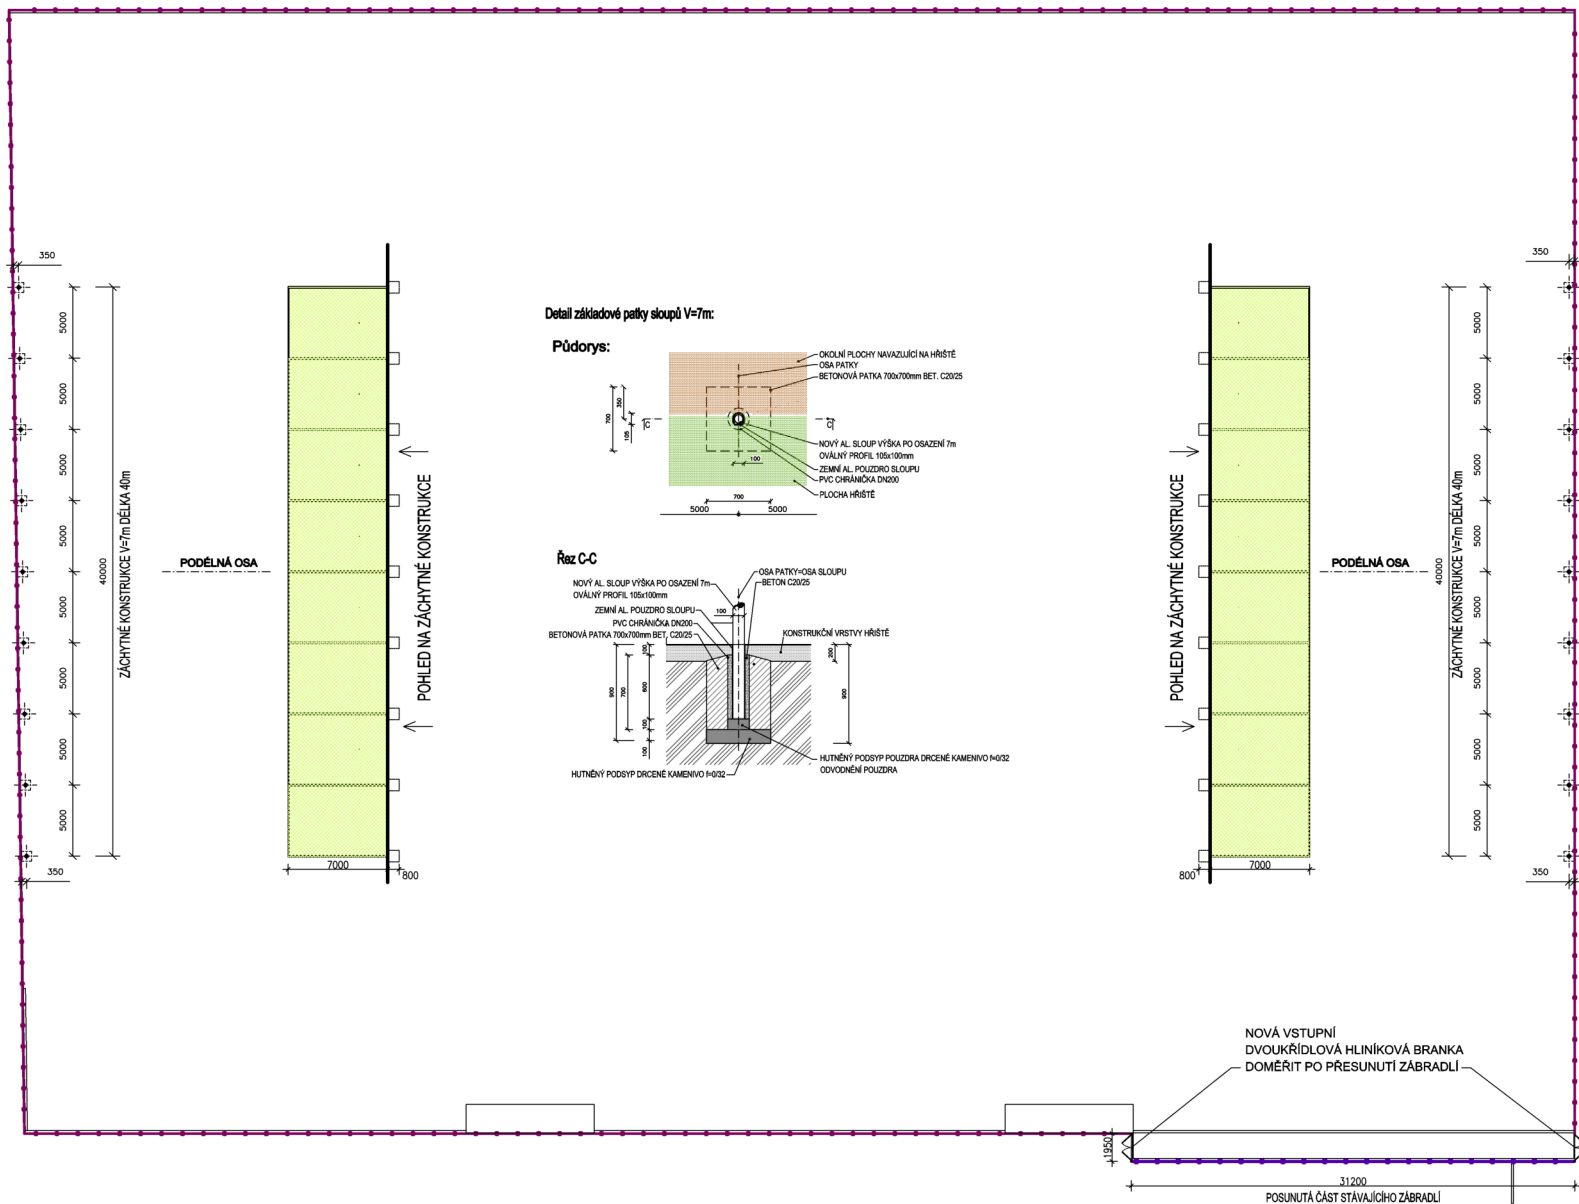 350
5000
5000
5000
5000
5000
5000
5000
5000
40000
ZÁCHYTNÉ KONSTRUKCE V=7m DÉLKA 40m
350
PODÉLNÁ OSA
7000
800
POHLED NA ZÁCHYTNÉ KONSTRUKCE
Detail základové patky sloupů V=7m:
Půdorys:
OKOLNÍ PLOCHY NAVAZUJÍCÍ NA HŘIŠTĚ
OSA PATKY
BETONOVÁ PATKA 700x700mm BET. C20/25
700
350
105
C
C
NOVÝ AL. SLOUP VÝŠKA PO OSAZENÍ 7m
OVÁLNÝ PROFIL 105x100mm
100
ZEMNÍ AL. POUZDRO SLOUPU
PVC CHRÁNIČKA DN200
PLOCHA HŘIŠTĚ
700
5000
5000
Řez C-C
OSA PATKY=OSA SLOUPU
BETON C20/25
NOVÝ AL. SLOUP VÝŠKA PO OSAZENÍ 7m
OVÁLNÝ PROFIL 105x100mm
100
ZEMNÍ AL. POUZDRO SLOUPU
PVC CHRÁNIČKA DN200
BETONOVÁ PATKA 700x700mm BET. C20/25
KONSTRUKČNÍ VRSTVY HŘIŠTĚ
900
700
100
600
100
100
200
900
HUTNĚNÝ PODSYP POUZDRA DRCENÉ KAMENIVO f=0/32
ODVODNĚNÍ POUZDRA
HUTNĚNÝ PODSYP DRCENÉ KAMENIVO f=0/32
POHLED NA ZÁCHYTNÉ KONSTRUKCE
800
7000
PODÉLNÁ OSA
40000
ZÁCHYTNÉ KONSTRUKCE V=7m DÉLKA 40m
5000
5000
5000
5000
5000
5000
5000
5000
350
350
NOVÁ VSTUPNÍ
DVOUKŘÍDLOVÁ HLINÍKOVÁ BRANKA
DOMĚŘIT PO PŘESUNUTÍ ZÁBRADLÍ
1950
31200
POSUNUTÁ ČÁST STÁVAJÍCÍHO ZÁBRADLÍ